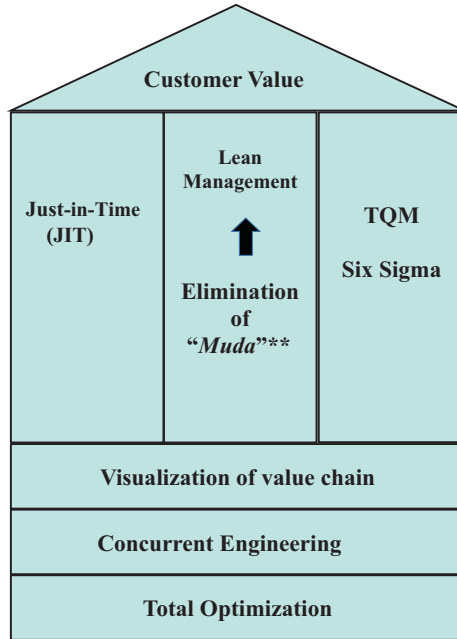 Customer Value
Just-in-Time
(JIT)
Lean
Management
Elimination
of
“Muda”**
TQM
Six Sigma
Visualization of value chain
Concurrent Engineering
Total Optimization